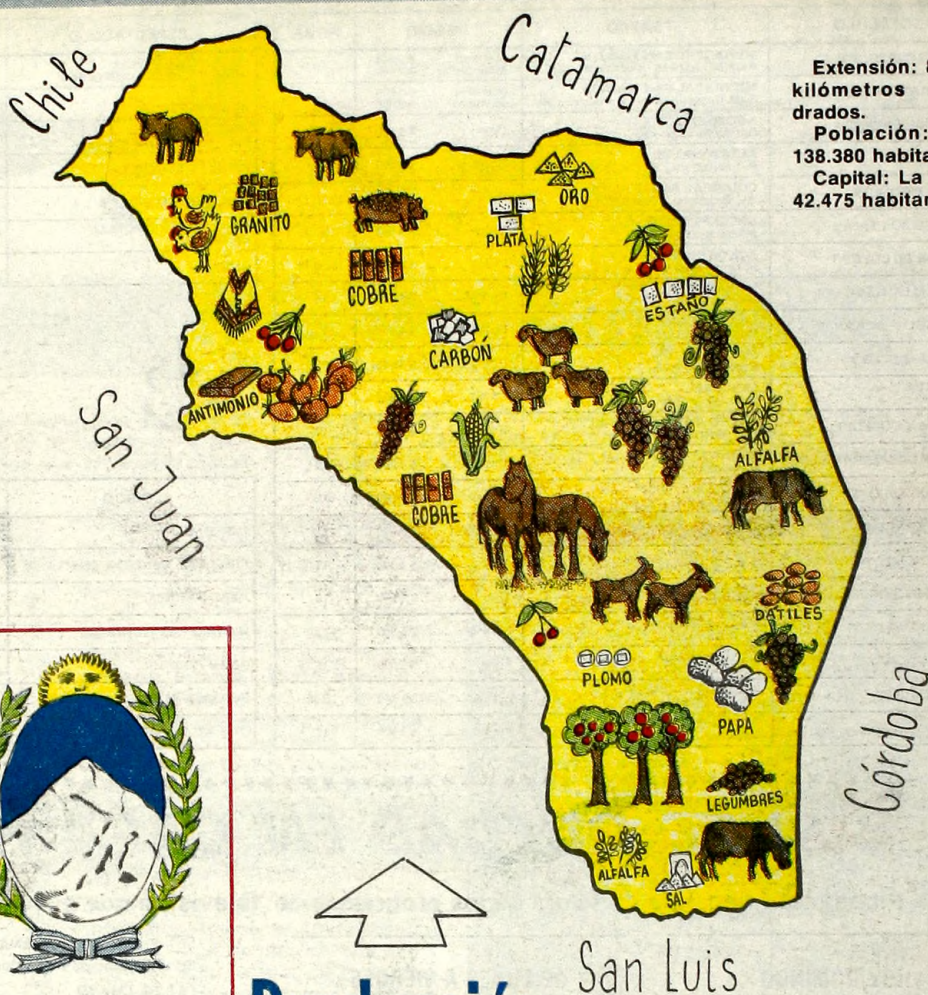 Chile
Catamarca
Extensión:
kilómetros
drados.
Población:
138.380
Capital: La
42.475
ORO
GRANITO
PLATA
COBRE
ESTAÑO
CARBÓN
ANTIMONIO
San Juan
ALFALFA
COBRE
DATILES
PLOMO
PAPA
Córdoba
LEGUMBRES
ALFALFA
SAL
San Luis